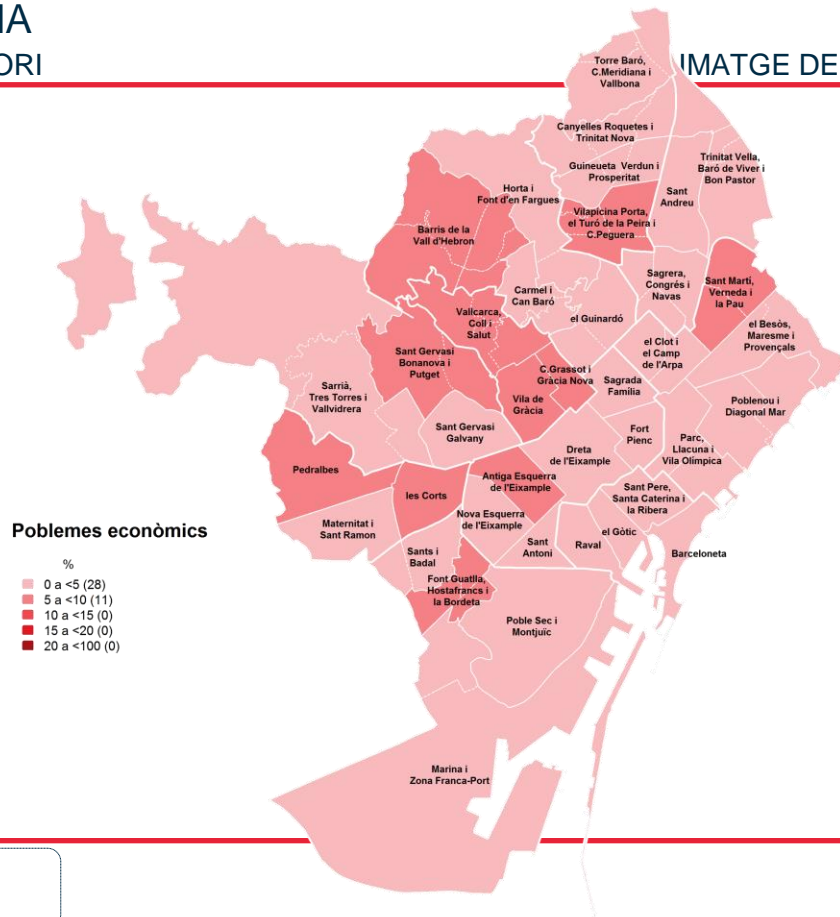 IA
ORI
IMATGE DE
Torre Baró,
C.Meridiana i
Vallbona
Canyelles Roquetes i
Trinitat Nova
Guineueta Verdun i
Prosperitat
Trinitat Vella,
Baró de Viver i
Bon Pastor
Sant
Andreu
Horta i
Font d'en Fargues
Vilapicina Porta,
el Turó de la Peira i
C.Peguera
Barris de la
Vall d'Hebron
Sagrera,
Congrés i
Navas
Sant Martí,
Verneda i
la Pau
Carmel i
Can Baró
Vallcarca,
Coll i
Salut
el Guinardó
el Besòs,
Maresme i
Provençals
el Clot i
el Camp
de l'Arpa
Sant Gervasi
Bonanova i
Putget
C.Grassot i
Gràcia Nova
Sagrada
Família
Sarrià,
Tres Torres i
Vallvidrera
Vila de
Gràcia
Poblenou i
Diagonal Mar
Sant Gervasi
Galvany
Fort
Pienc
Parc,
Llacuna i
Vila Olímpica
Dreta
de l'Eixample
Pedralbes
les Corts
Antiga Esquerra
de l'Eixample
Sant Pere,
Santa Caterina i
la Ribera
Maternitat i
Sant Ramon
Nova Esquerra
de l'Eixample
el Gòtic
Sant
Antoni
Raval
Barceloneta
Sants i
Badal
Font Guatlla,
Hostafrancs i
la Bordeta
Poble Sec i
Montjuïc
Marina i
Zona Franca-Port
Poblemes econòmics
%
0 a <5 (28)
5 a <10 (11)
10 a <15 (0)
15 a <20 (0)
20 a <100 (0)